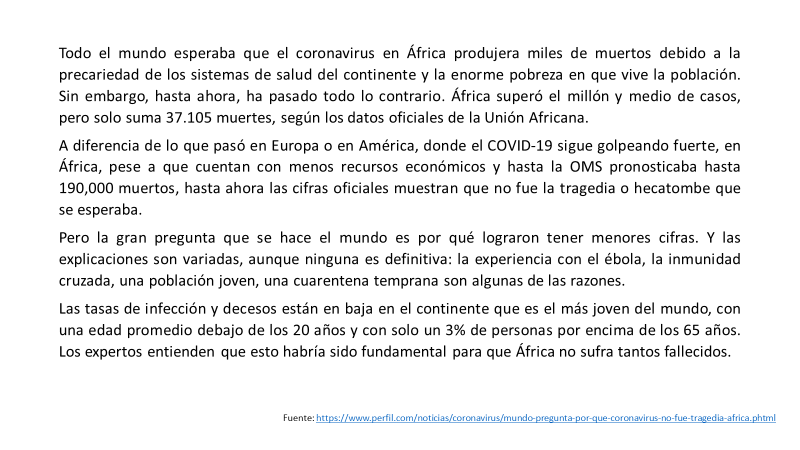 Todo el mundo esperaba que el coronavirus en África produjera miles de muertos debido a la
precariedad de los sistemas de salud del continente y la enorme pobreza en que vive la población.
Sin embargo, hasta ahora, ha pasado todo lo contrario. África superó el millón y medio de casos,
pero solo suma 37.105 muertes, según los datos oficiales de la Unión Africana.
A diferencia de lo que pasó en Europa o en América, donde el COVID-19 sigue golpeando fuerte, en
África, pese a que cuentan con menos recursos económicos y hasta la OMS pronosticaba hasta
190,000 muertos, hasta ahora las cifras oficiales muestran que no fue la tragedia o hecatombe que
se esperaba.
Pero la gran pregunta que se hace el mundo es por qué lograron tener menores cifras. Y las
explicaciones son variadas, aunque ninguna es definitiva: la experiencia con el ébola, la inmunidad
cruzada, una población joven, una cuarentena temprana son algunas de las razones.
Las tasas de infección y decesos están en baja en el continente que es el más joven del mundo, con
una edad promedio debajo de los 20 años y con solo un 3% de personas por encima de los 65 años.
Los expertos entienden que esto habría sido fundamental para que África no sufra tantos fallecidos.
Fuente: https://www.perfil.com/noticias/coronavirus/mundo-pregunta-por-que-coronavirus-no-fue-tragedia-africa.phtml